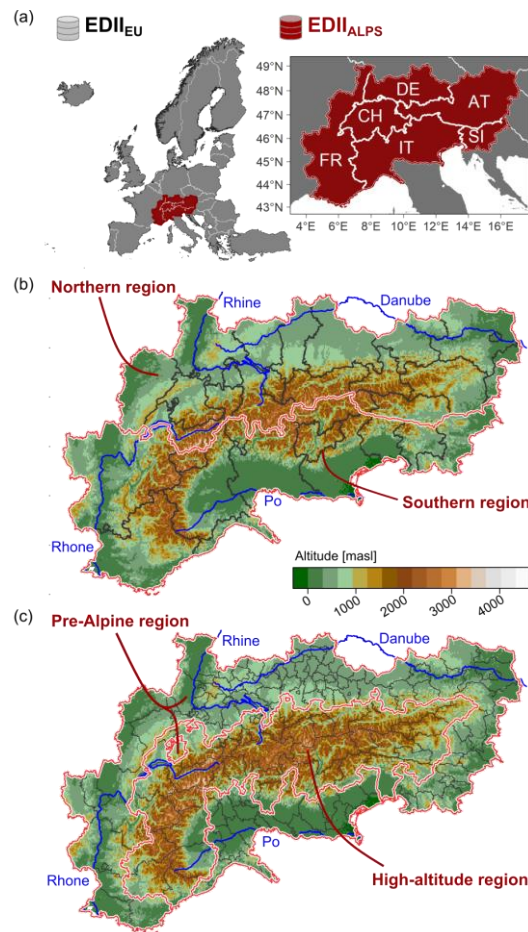 (a)
EDIIEU
EDIIALPS
49°N
48°N
47°N
46°N
45°N
44°N
43°N
DE
AT
CH
SI
FR
IT
4°E 6°E 8°E 10°E 12°E 14°E 16°E
(b)
Northern region
Rhine
Danube
Southern region
Po
Rhone
Altitude [masl]
0 1000 2000 3000 4000
(c)
Pre-Alpine region
Rhine
Danube
Po
Rhone
High-altitude region